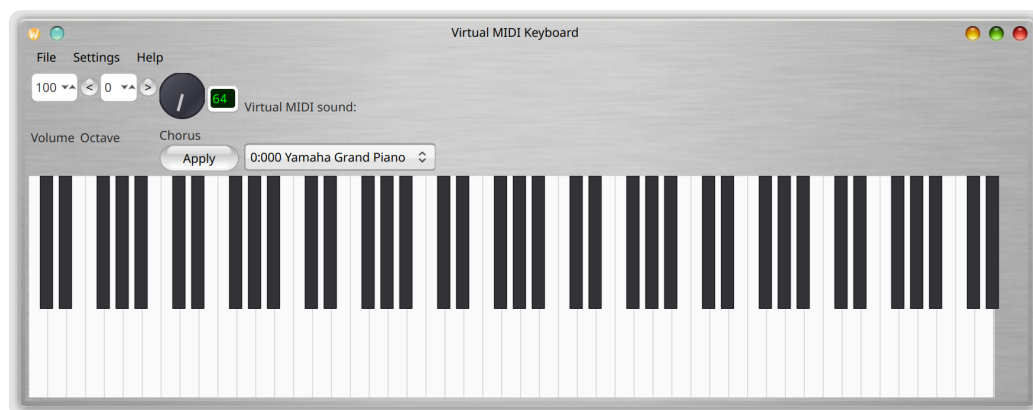 W
Virtual MIDI Keyboard
File Settings Help
100 < 0 > 64 Virtual MIDI sound:
Volume Octave Chorus
Apply 0:000 Yamaha Grand Piano